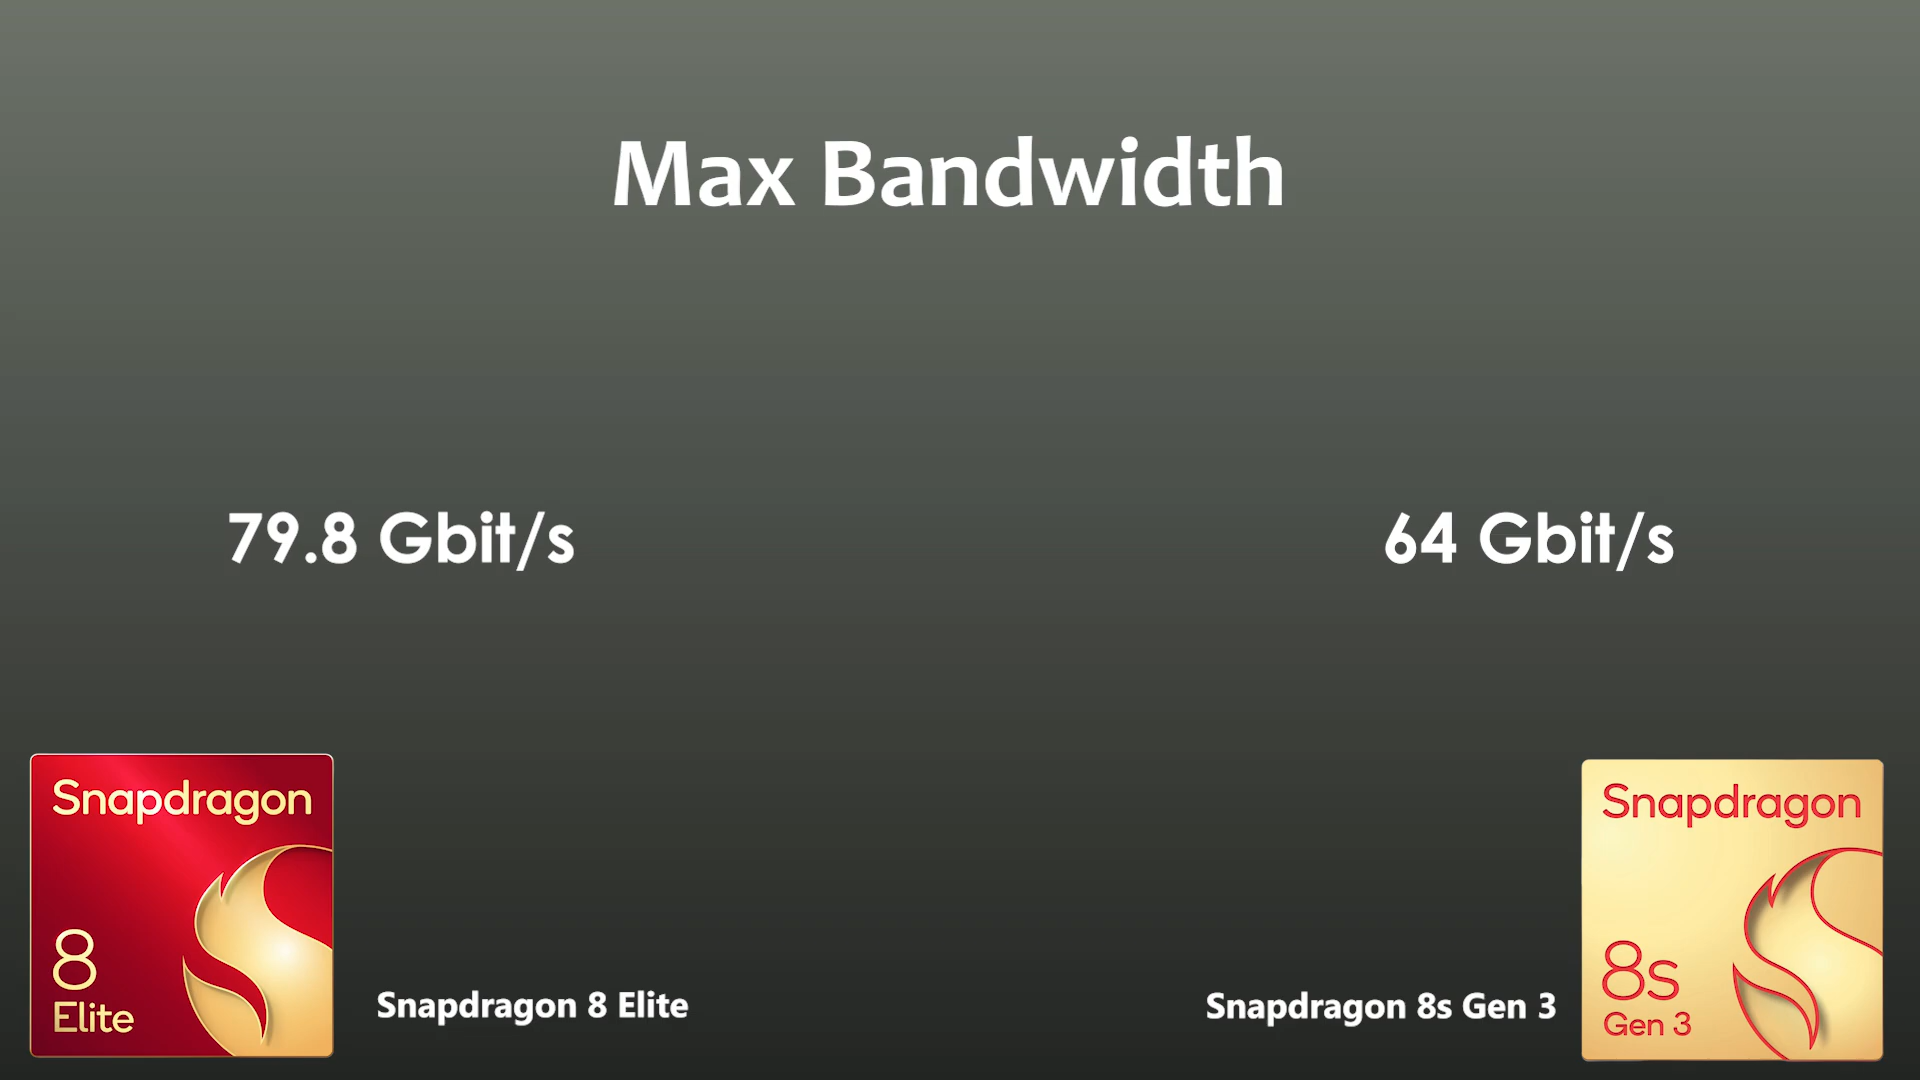 Max Bandwidth
79.8 Gbit/s
64 Gbit/s
Snapdragon
8
Elite
Snapdragon 8 Elite
Snapdragon 8s Gen 3
Snapdragon
8s
Gen 3